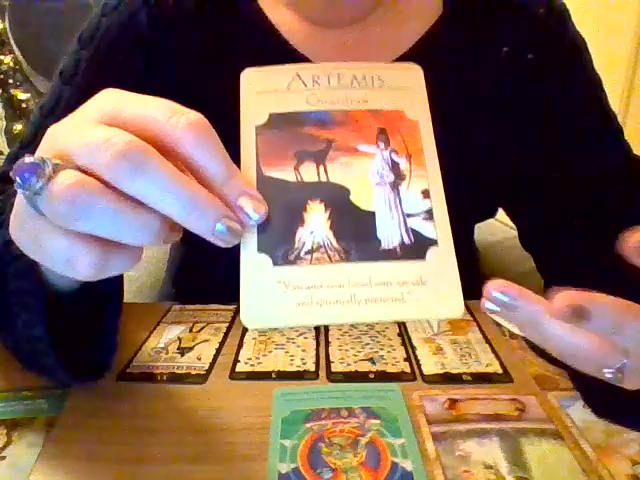 ARTEMIS
Guardian
"You and your loved ones are safe
and spiritually protected."